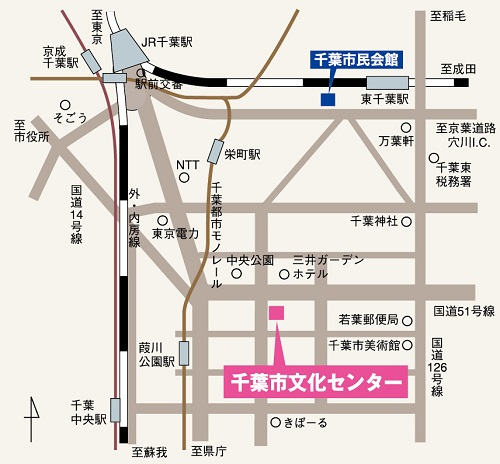 至東京
JR千葉駅
至稲毛
京成
千葉駅
千葉市民会館
至成田
駅前交番
東千葉駅
そごう
至
市役所
万葉軒
至京葉道路
穴川I.C.
栄町駅
千葉東
税務署
NTT
国道14号線
外・内房線
千葉都市モノレール
千葉神社
東京電力
中央公園
三井ガーデン
ホテル
国道51号線
若葉郵便局
千葉市美術館
国道126号線
葭川
公園駅
千葉市文化センター
千葉
中央駅
きぼーる
至蘇我
至県庁